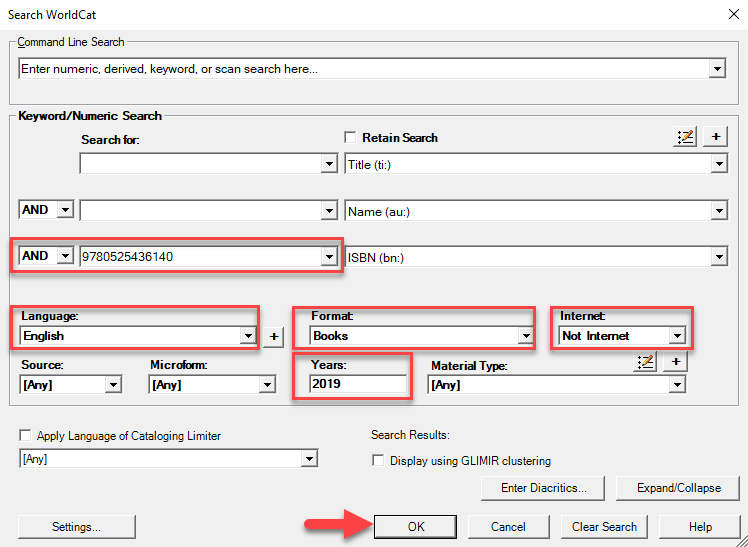 Search WorldCat
Command Line Search
Enter numeric, derived, keyword, or scan search here...
Keyword/Numeric Search
Search for:
Retain Search
Title (ti:)
AND
Name (au:)
AND
9780525436140
ISBN (bn:)
Language:
Format:
Internet:
English
Books
Not Internet
Source:
Microform:
Years:
Material Type:
[Any]
[Any]
2019
[Any]
Apply Language of Cataloging Limiter
Search Results:
[Any]
Display using GLIMIR clustering
Enter Diacritics...
Expand/Collapse
Settings...
OK
Cancel
Clear Search
Help